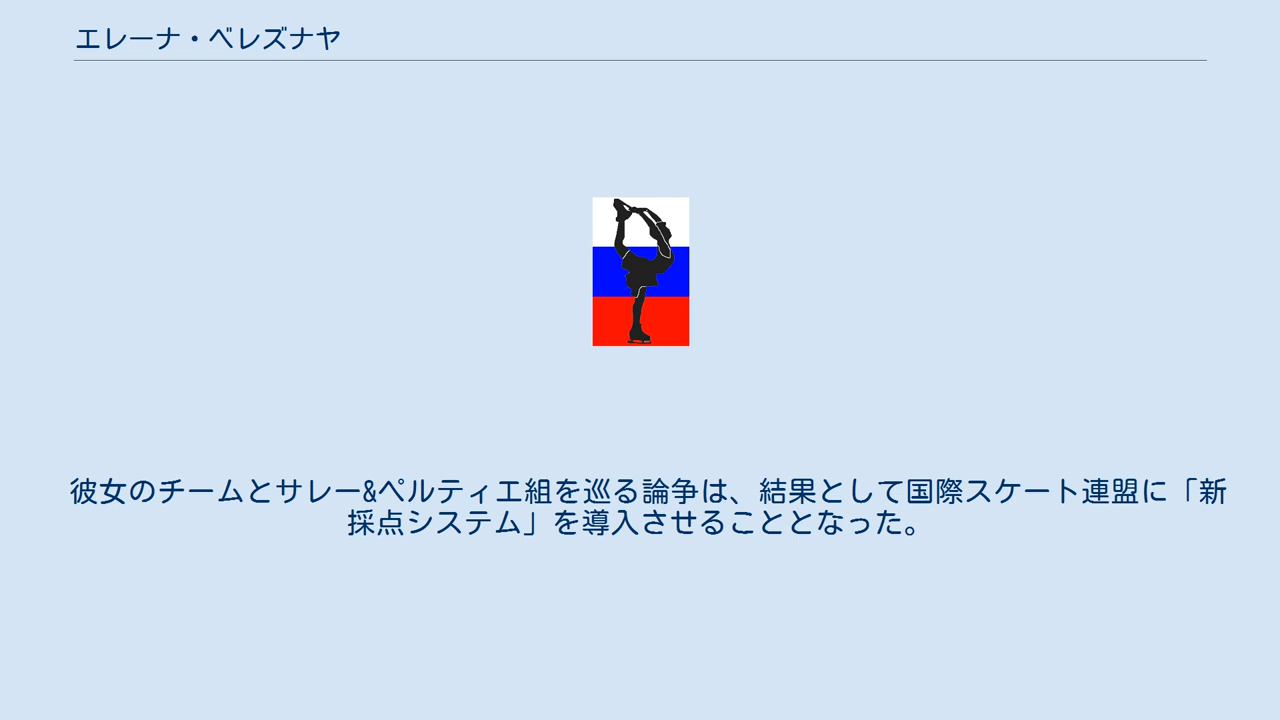 エレーナ・ベレズナヤ
彼女のチームとサレー&ペルティエ組を巡る論争は、結果として国際スケート連盟に「新
採点システム」を導入させることとなった。